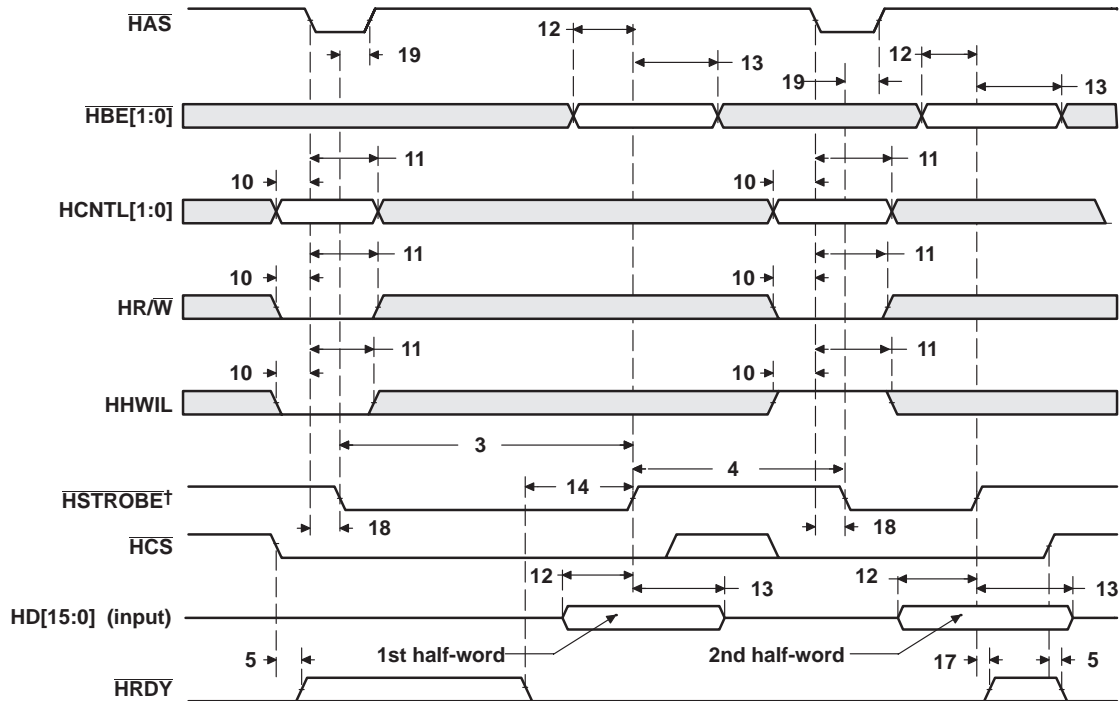 HAS
12
19
13
12
19
13
HBE[1:0]
11
11
10
10
HCNTL[1:0]
11
11
10
10
HR/W
11
11
10
10
HHWIL
3
4
14
HSTROBE†
18
18
HCS
12
13
12
13
HD[15:0] (input)
1st half-word
2nd half-word
5
17
5
HRDY